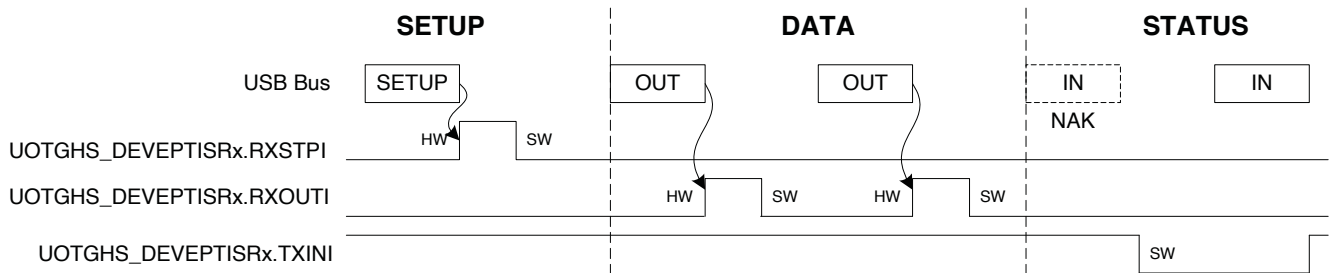 SETUP DATA STATUS
USB Bus SETUP OUT OUT IN IN
NAK
UOTGHS_DEVEPTISRx.RXSTPI HW SW
UOTGHS_DEVEPTISRx.RXOUTI HW SW HW SW
UOTGHS_DEVEPTISRx.TXINI SW